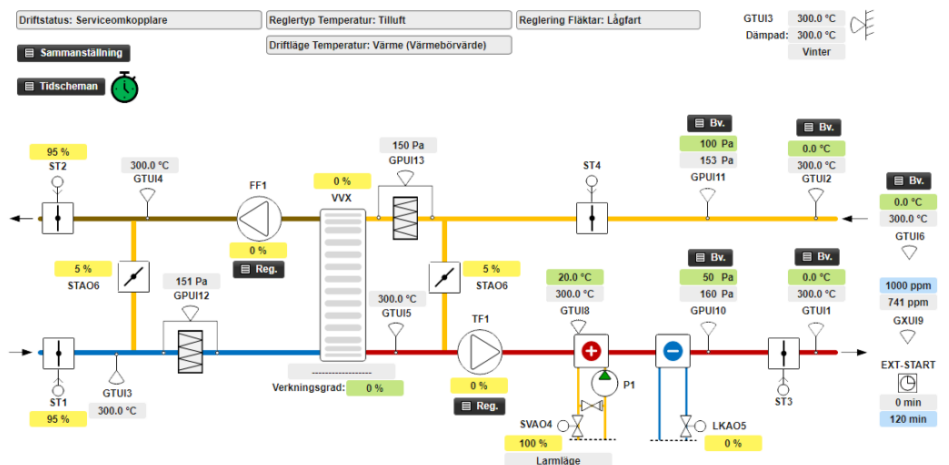 Driftstatus: Serviceomkopplare
Reglertyp Temperatur: Tilluft
Reglering Fläktar: Lågfart
GTUI3 300.0 °C
Dämpad: 300.0 °C
Vinter
Driftläge Temperatur: Värme (Värmebörvärde)
Sammanställning
Tidscheman
95 %
ST2
300.0 °C
GTUI4
FF1
0 %
Reg.
0 %
VVX
150 Pa
GPUI13
ST4
Bv.
100 Pa
153 Pa
GPUI11
Bv.
0.0 °C
300.0 °C
GTUI2
Bv.
0.0 °C
300.0 °C
GTUI6
5 %
STAO6
151 Pa
GPUI12
300.0 °C
GTUI5
5 %
STAO6
TF1
0 %
Reg.
20.0 °C
300.0 °C
GTUI8
Bv.
50 Pa
160 Pa
GPUI10
Bv.
0.0 °C
300.0 °C
GTUI1
1000 ppm
741 ppm
GXUI9
ST1
95 %
GTUI3
300.0 °C
--------------------
Verkningsgrad: 0 %
P1
SVAO4
100 %
Larmläge
LKAO5
0 %
ST3
EXT-START
0 min
120 min